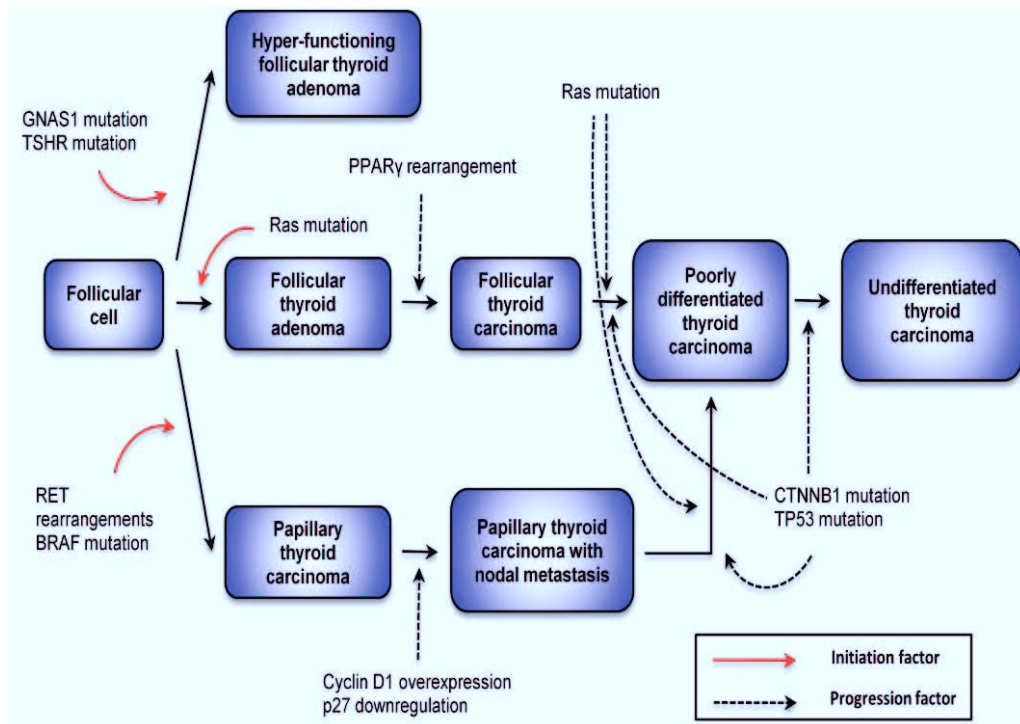 Hyper-functioning
follicular thyroid
adenoma
GNAS1 mutation
TSHR mutation
Ras mutation
PPARγ rearrangement
Ras mutation
Follicular
cell
Follicular
thyroid
adenoma
Follicular
thyroid
carcinoma
Poorly
differentiated
thyroid
carcinoma
Undifferentiated
thyroid
carcinoma
RET
rearrangements
BRAF mutation
Papillary
thyroid
carcinoma
Papillary thyroid
carcinoma with
nodal metastasis
CTNNB1 mutation
TP53 mutation
Cyclin D1 overexpression
p27 downregulation
Initiation factor
Progression factor